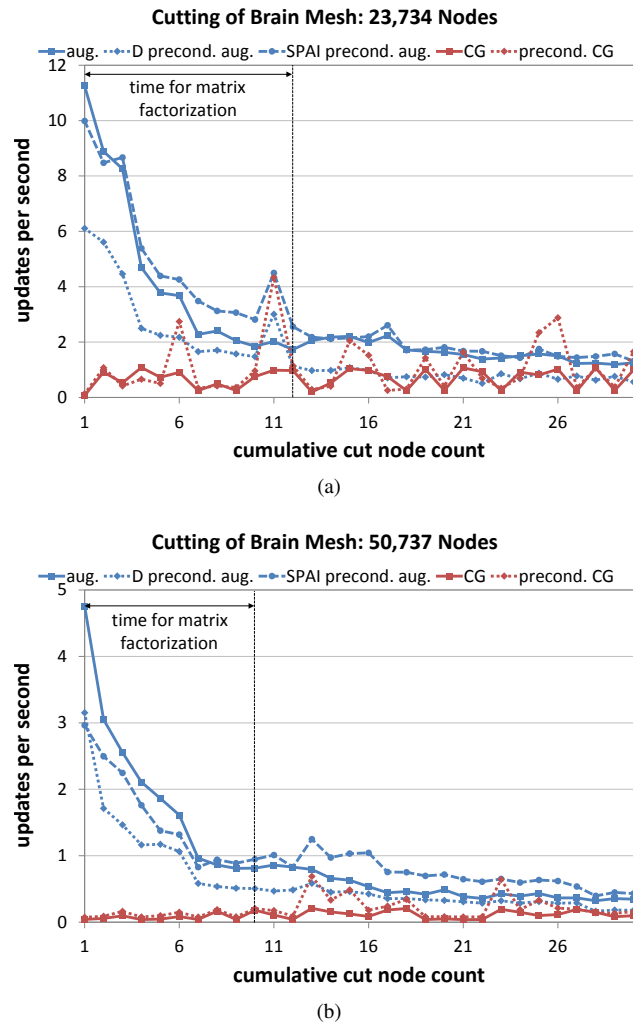 Cutting of Brain Mesh: 23,734 Nodes
aug. D precond. aug. SPAI precond. aug. CG precond. CG
12
10
8
6
4
2
0
updates per second
time for matrix
factorization
1 6 11 16 21 26
cumulative cut node count
(a)
Cutting of Brain Mesh: 50,737 Nodes
aug. D precond. aug. SPAI precond. aug. CG precond. CG
5
4
3
2
1
0
updates per second
time for matrix
factorization
1 6 11 16 21 26
cumulative cut node count
(b)